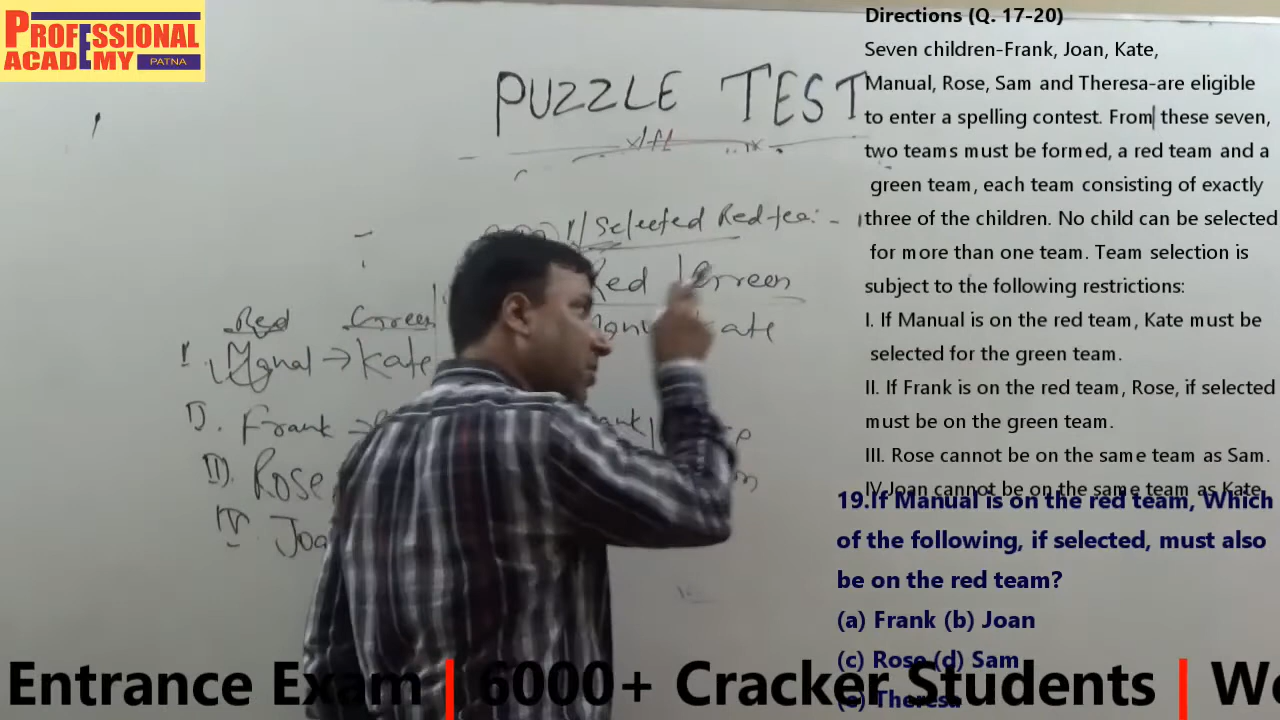 PROFESSIONAL
ACADEMY PATNA
PUZZLE TEST
Selected Red
Red Green
Kate
Red Green
I. Manal → Kate
II. Frank →
III. Rose
IV. Joa
Directions (Q. 17-20)
Seven children-Frank, Joan, Kate,
Manual, Rose, Sam and Theresa-are eligible
to enter a spelling contest. From these seven,
two teams must be formed, a red team and a
green team, each team consisting of exactly
three of the children. No child can be selected
for more than one team. Team selection is
subject to the following restrictions:
I. If Manual is on the red team, Kate must be
selected for the green team.
II. If Frank is on the red team, Rose, if selected
must be on the green team.
III. Rose cannot be on the same team as Sam.
IV Joan cannot be on the same team as Kate.
19.If Manual is on the red team, Which
of the following, if selected, must also
be on the red team?
(a) Frank (b) Joan
(c) Rose (d) Sam
(e) Theresa
Entrance Exam | 6000+ Cracker Students | We